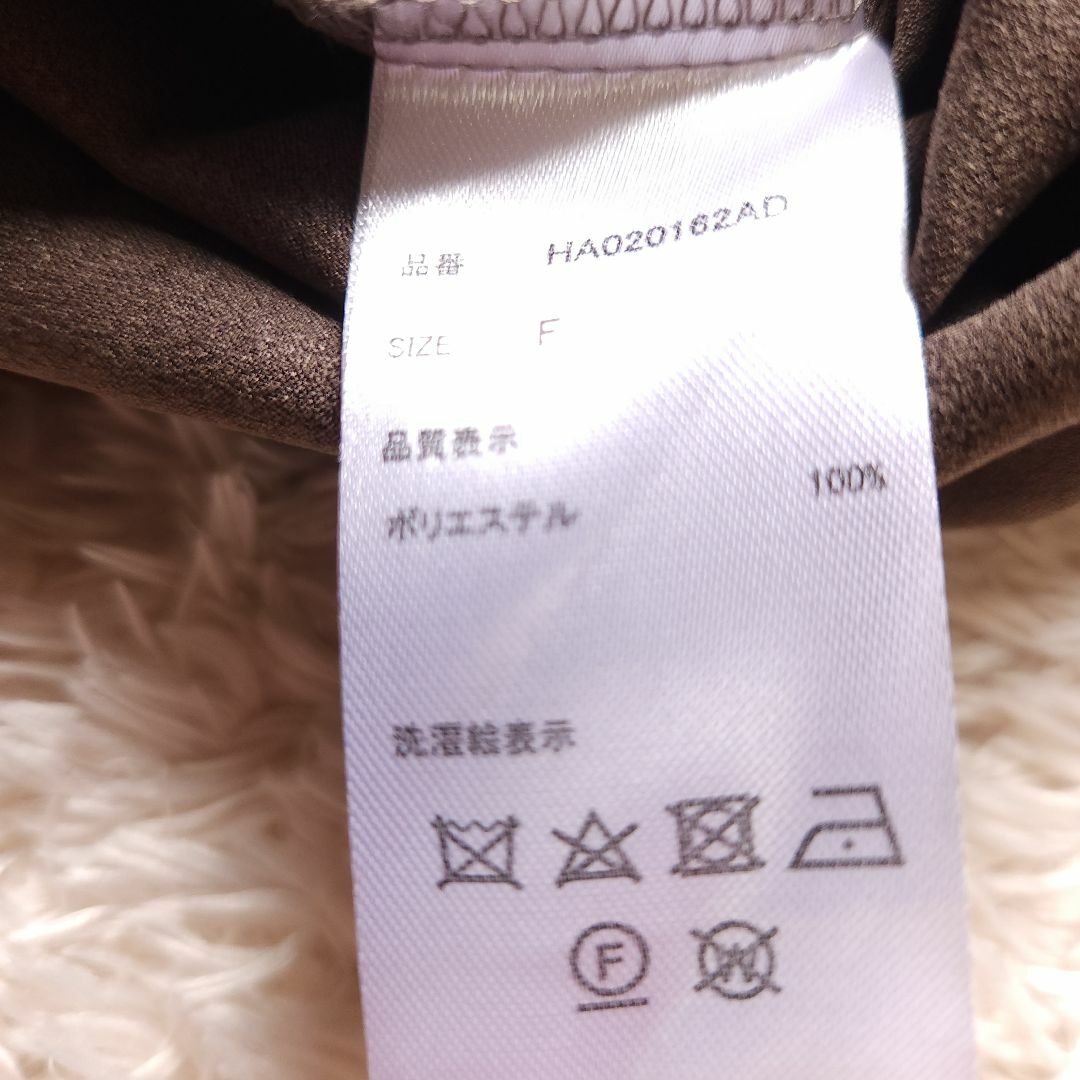 品番 HA020162AD
SIZE F
品質表示
ポリエステル 100%
洗濯絵表示
F
W